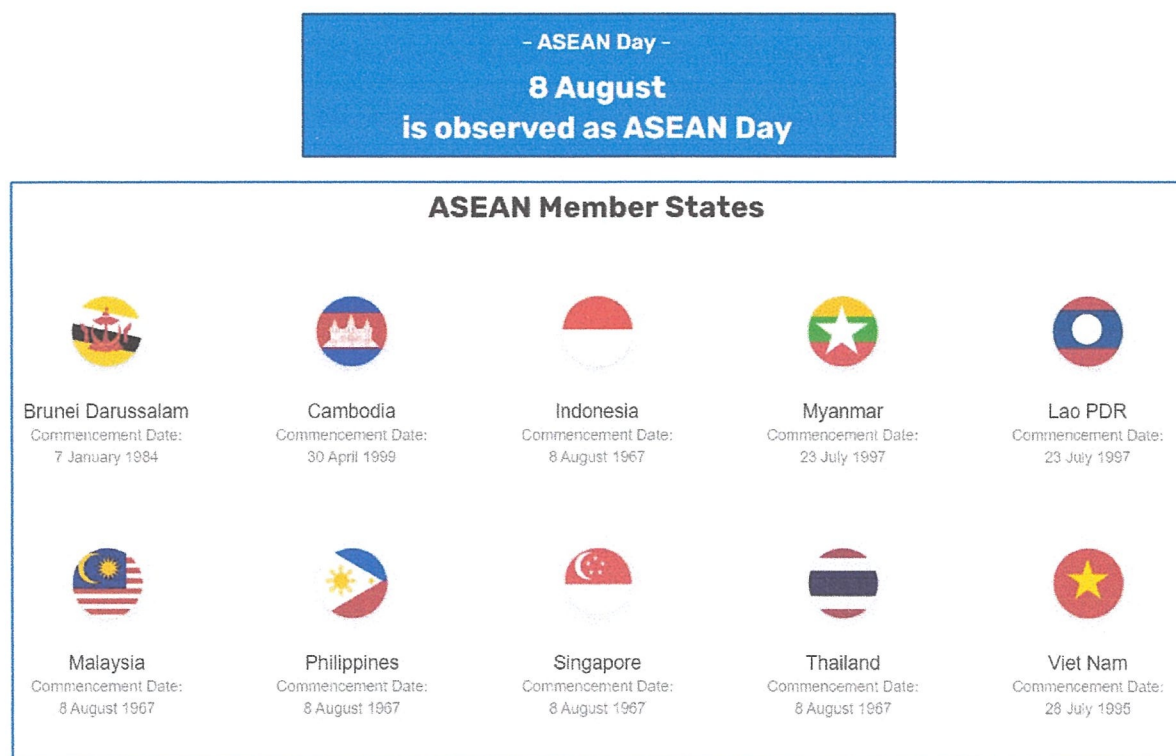 - ASEAN Day -
8 August
is observed as ASEAN Day
ASEAN Member States
Brunei Darussalam
Commencement Date:
7 January 1984
Cambodia
Commencement Date:
30 April 1999
Indonesia
Commencement Date:
8 August 1967
Myanmar
Commencement Date:
23 July 1997
Lao PDR
Commencement Date:
23 July 1997
Malaysia
Commencement Date:
8 August 1967
Philippines
Commencement Date:
8 August 1967
Singapore
Commencement Date:
8 August 1967
Thailand
Commencement Date:
8 August 1967
Viet Nam
Commencement Date:
28 July 1995